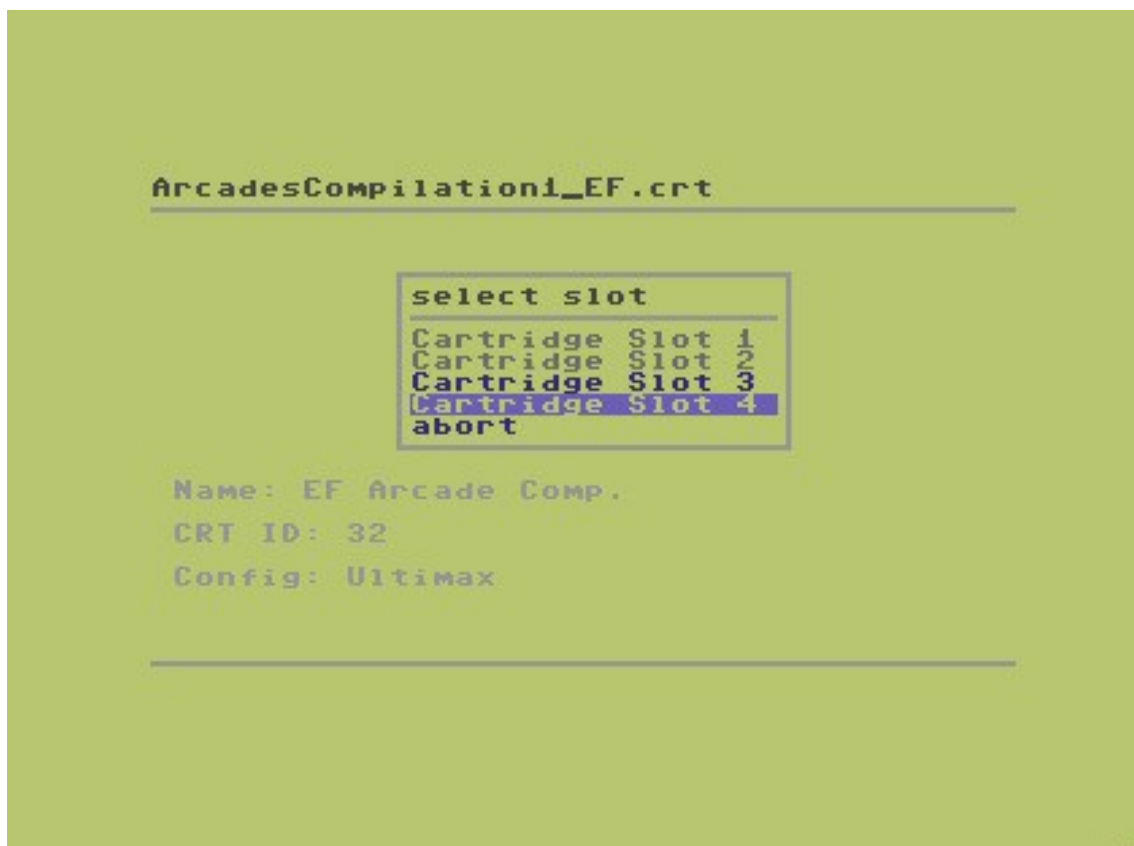 ArcadesCompilation1_EF.crt
select slot
Cartridge Slot 1
Cartridge Slot 2
Cartridge Slot 3
Cartridge Slot 4
abort
Name: EF Arcade Comp.
CRT ID: 32
Config: Ultimax